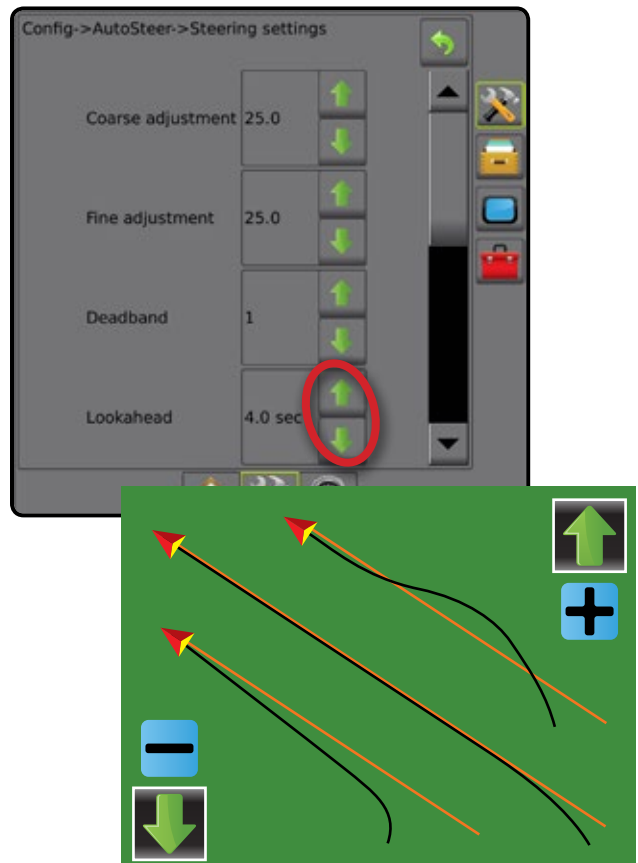 Config->AutoSteer->Steering settings
Coarse adjustment 25.0
Fine adjustment 25.0
Deadband 1
Lookahead 4.0 sec